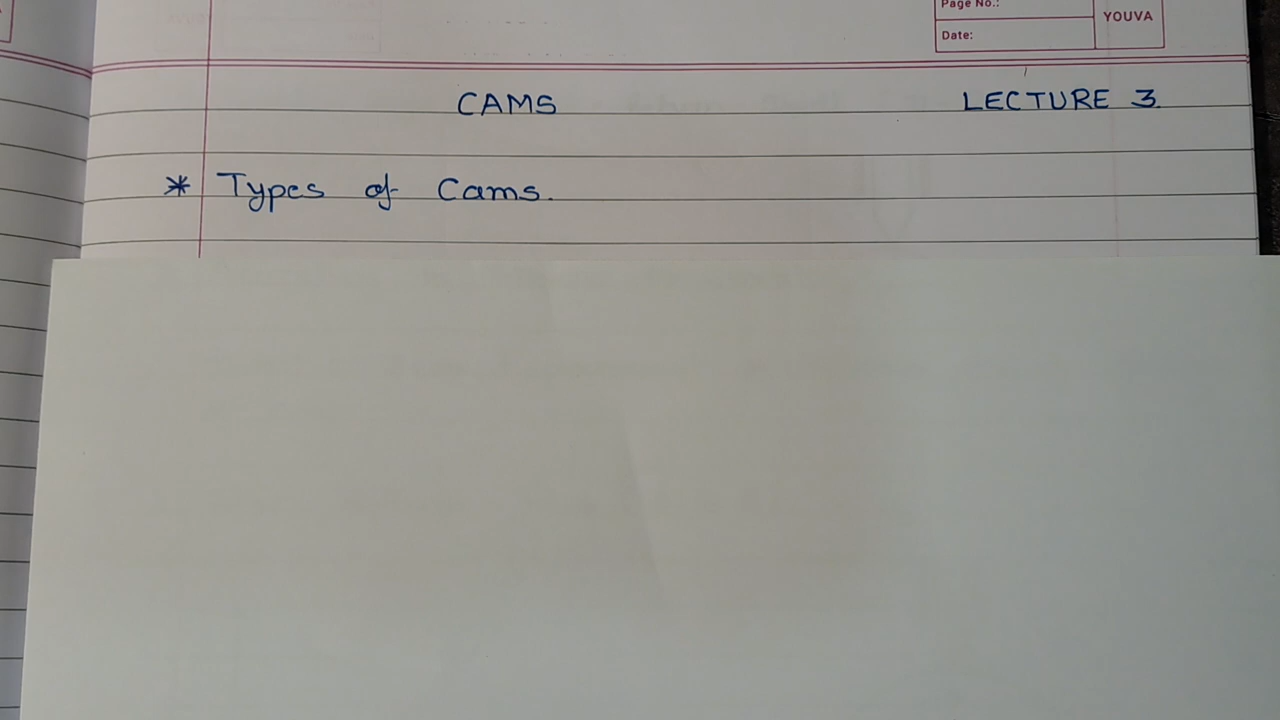 Page No.:
YOUVA
Date:
CAMS LECTURE 3
* Types of Cams.